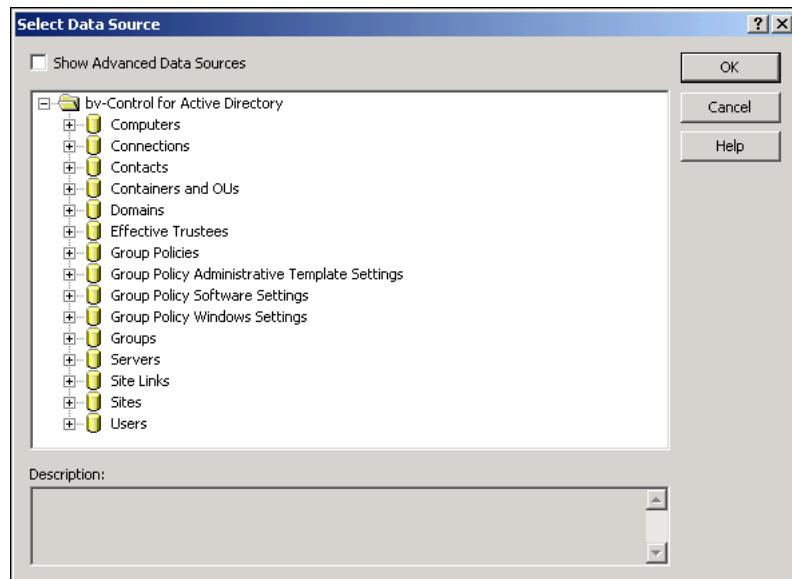 Select Data Source
Show Advanced Data Sources
OK
bv-Control for Active Directory
Cancel
Computers
Connections
Help
Contacts
Containers and OUs
Domains
Effective Trustees
Group Policies
Group Policy Administrative Template Settings
Group Policy Software Settings
Group Policy Windows Settings
Groups
Servers
Site Links
Sites
Users
Description: